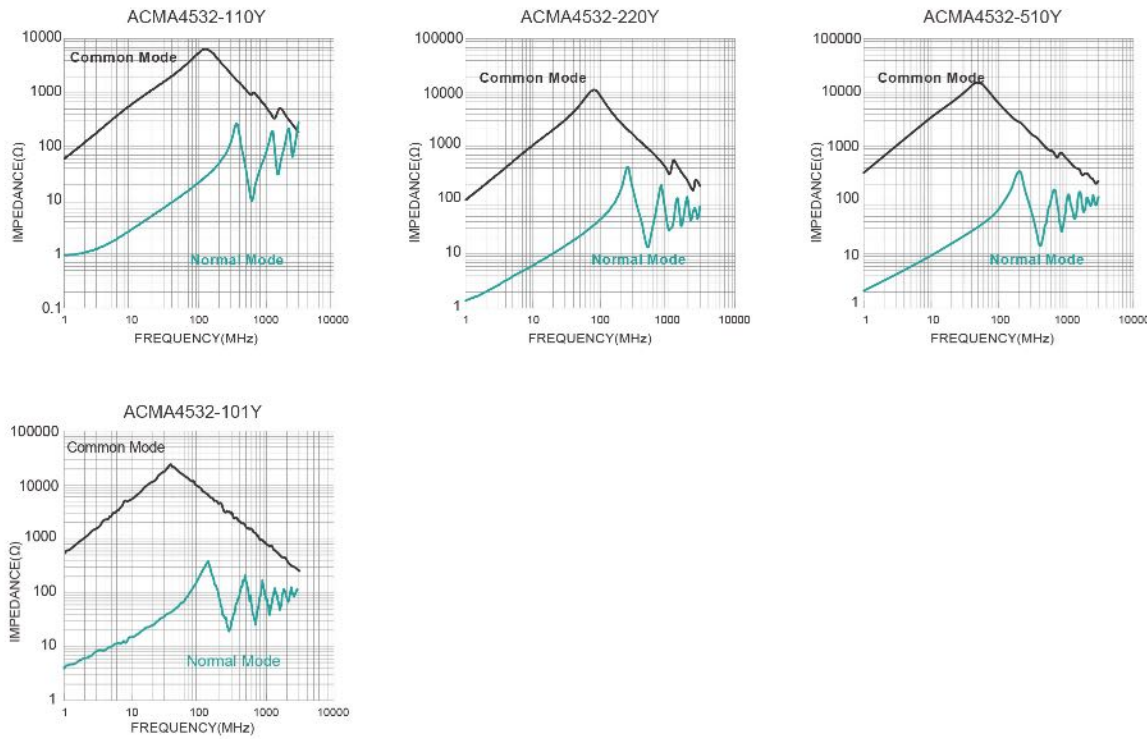 ACMA4532-110Y
10000
1000
100
10
1
0.1
IMPEDANCE(Ω)
Common Mode
Normal Mode
1 10 100 1000 10000
FREQUENCY(MHz)
ACMA4532-220Y
100000
10000
1000
100
10
1
IMPEDANCE(Ω)
Common Mode
Normal Mode
1 10 100 1000 10000
FREQUENCY(MHz)
ACMA4532-510Y
100000
10000
1000
100
10
1
IMPEDANCE(Ω)
Common Mode
Normal Mode
1 10 100 1000 10000
FREQUENCY(MHz)
ACMA4532-101Y
100000
10000
1000
100
10
1
IMPEDANCE(Ω)
Common Mode
Normal Mode
1 10 100 1000 10000
FREQUENCY(MHz)